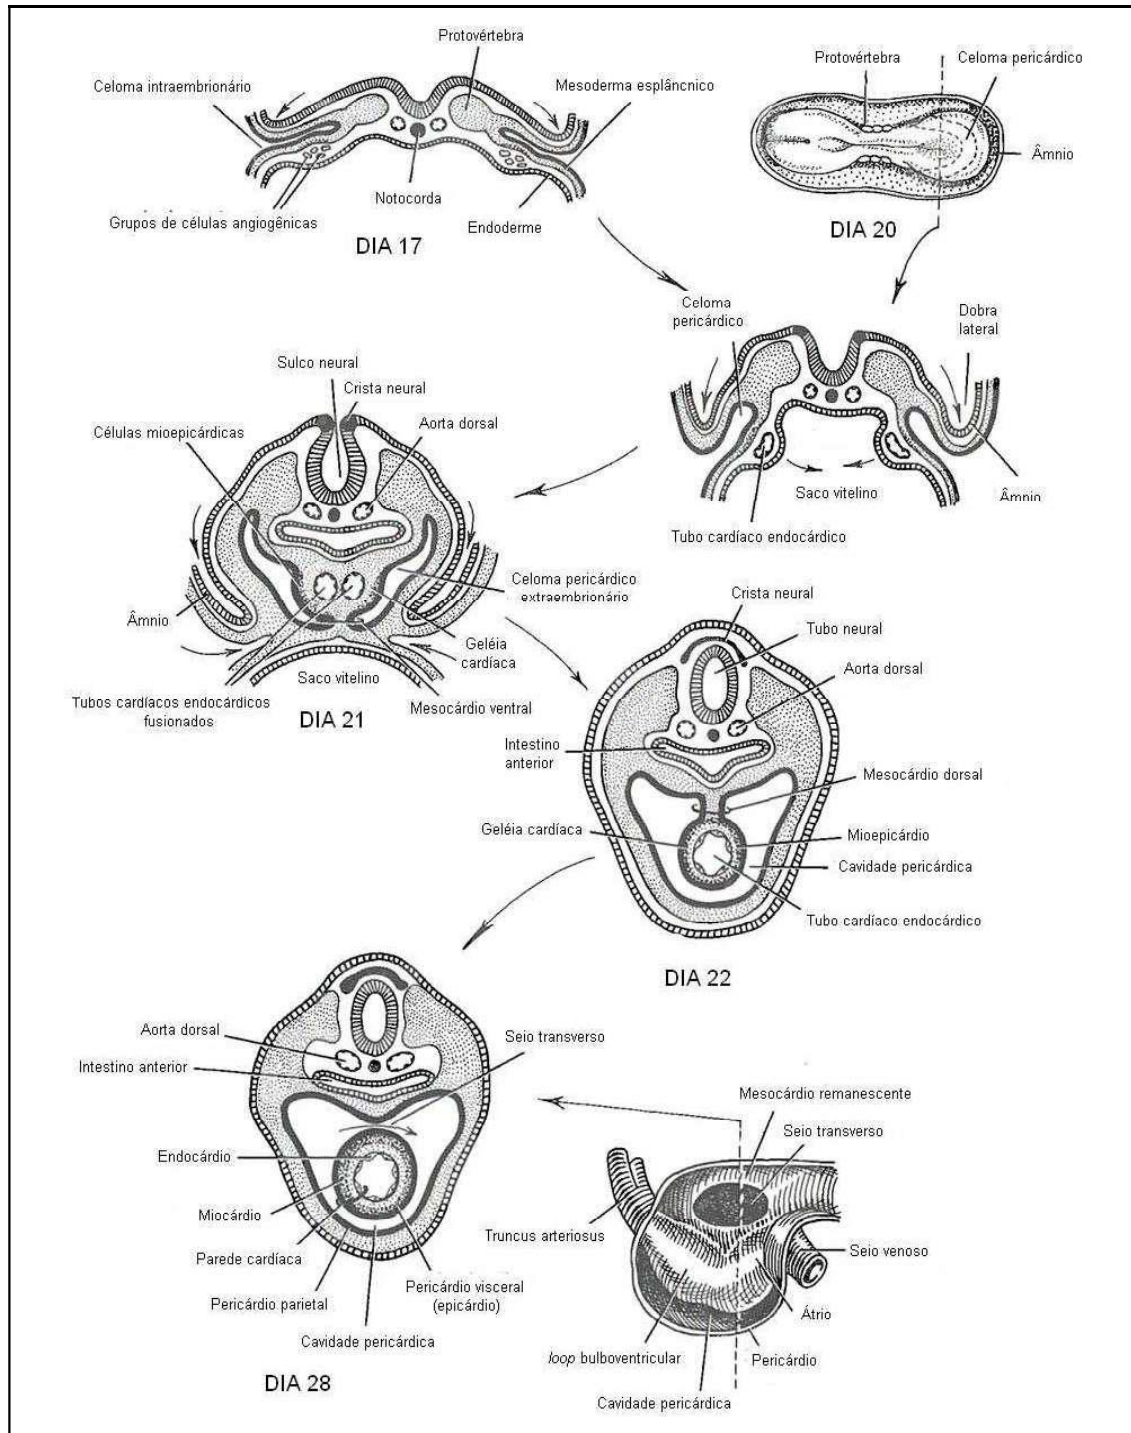 Protovértebra
Celoma intraembrionário
Mesoderma esplâncnico
Notocorda
Grupos de células angiogênicas
Endoderme
DIA 17
Protovértebra
Celoma pericárdico
Âmnio
DIA 20
Celoma
pericárdico
Dobra
lateral
Saco vitelino
Âmnio
Tubo cardíaco endocárdico
Sulco neural
Crista neural
Células mioepicárdicas
Aorta dorsal
Celoma pericárdico
extraembrionário
Âmnio
Geléia
cardíaca
Saco vitelino
Tubos cardíacos endocárdicos
fusionados
Mesocárdio ventral
DIA 21
Crista neural
Tubo neural
Aorta dorsal
Intestino
anterior
Mesocárdio dorsal
Geléia cardíaca
Mioepicárdio
Cavidade pericárdica
Tubo cardíaco endocárdico
DIA 22
Aorta dorsal
Seio transverso
Intestino anterior
Endocárdio
Miocárdio
Parede cardíaca
Pericárdio visceral
(epicárdio)
Pericárdio parietal
Cavidade pericárdica
DIA 28
Mesocárdio remanescente
Seio transverso
Truncus arteriosus
Seio venoso
Átrio
loop bulboventricular
Pericárdio
Cavidade pericárdica